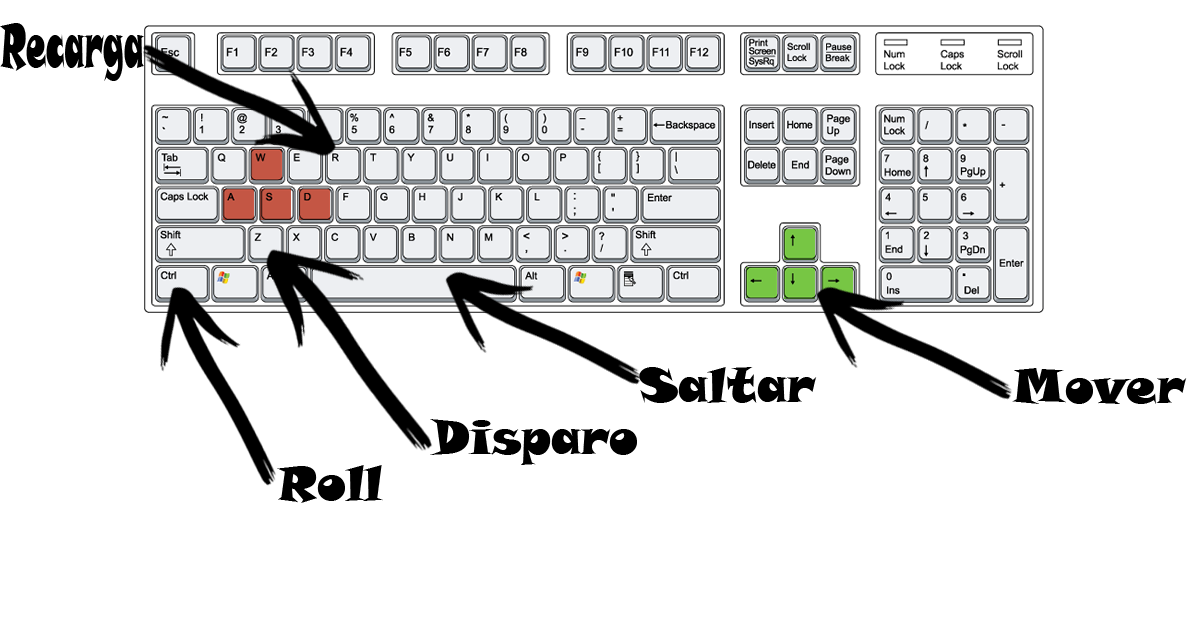 Recarga
Esc F1 F2 F3 F4 F5 F6 F7 F8 F9 F10 F11 F12 Print Screen SysRq Scroll Lock Pause Break Num Lock Caps Lock Scroll Lock
~ ` ! 1 @ 2 3 % 5 ^ 6 & 7 * 8 ( 9 ) 0 – - + = ←Backspace Insert Home Page Up Num Lock / * -
Tab Q W E R T Y U I O P { [ } ] | \ Delete End Page Down 7 Home 8 ↑ 9 PgUp +
Caps Lock A S D F G H J K L : ; " ' Enter 4 ← 5 6 →
Shift Z X C V B N M < , > . ? / Shift ↑ 1 End 2 ↓ 3 PgDn Enter
Ctrl A Alt Ctrl ← ↓ → 0 Ins . Del
Saltar
Mover
Disparo
Roll